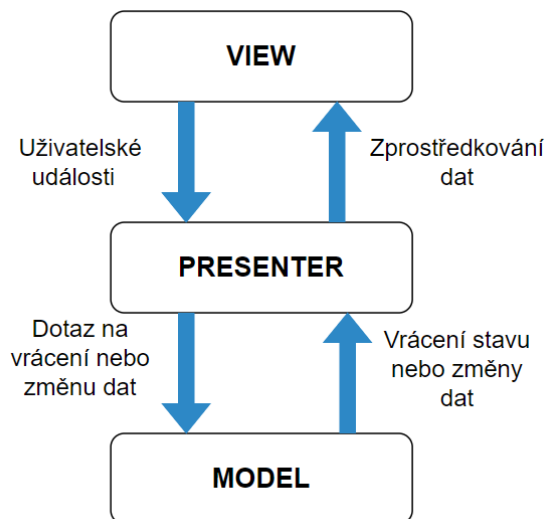 VIEW
Uživatelské
události
Zprostředkování
dat
PRESENTER
Dotaz na
vrácení nebo
změnu dat
Vrácení stavu
nebo změny
dat
MODEL